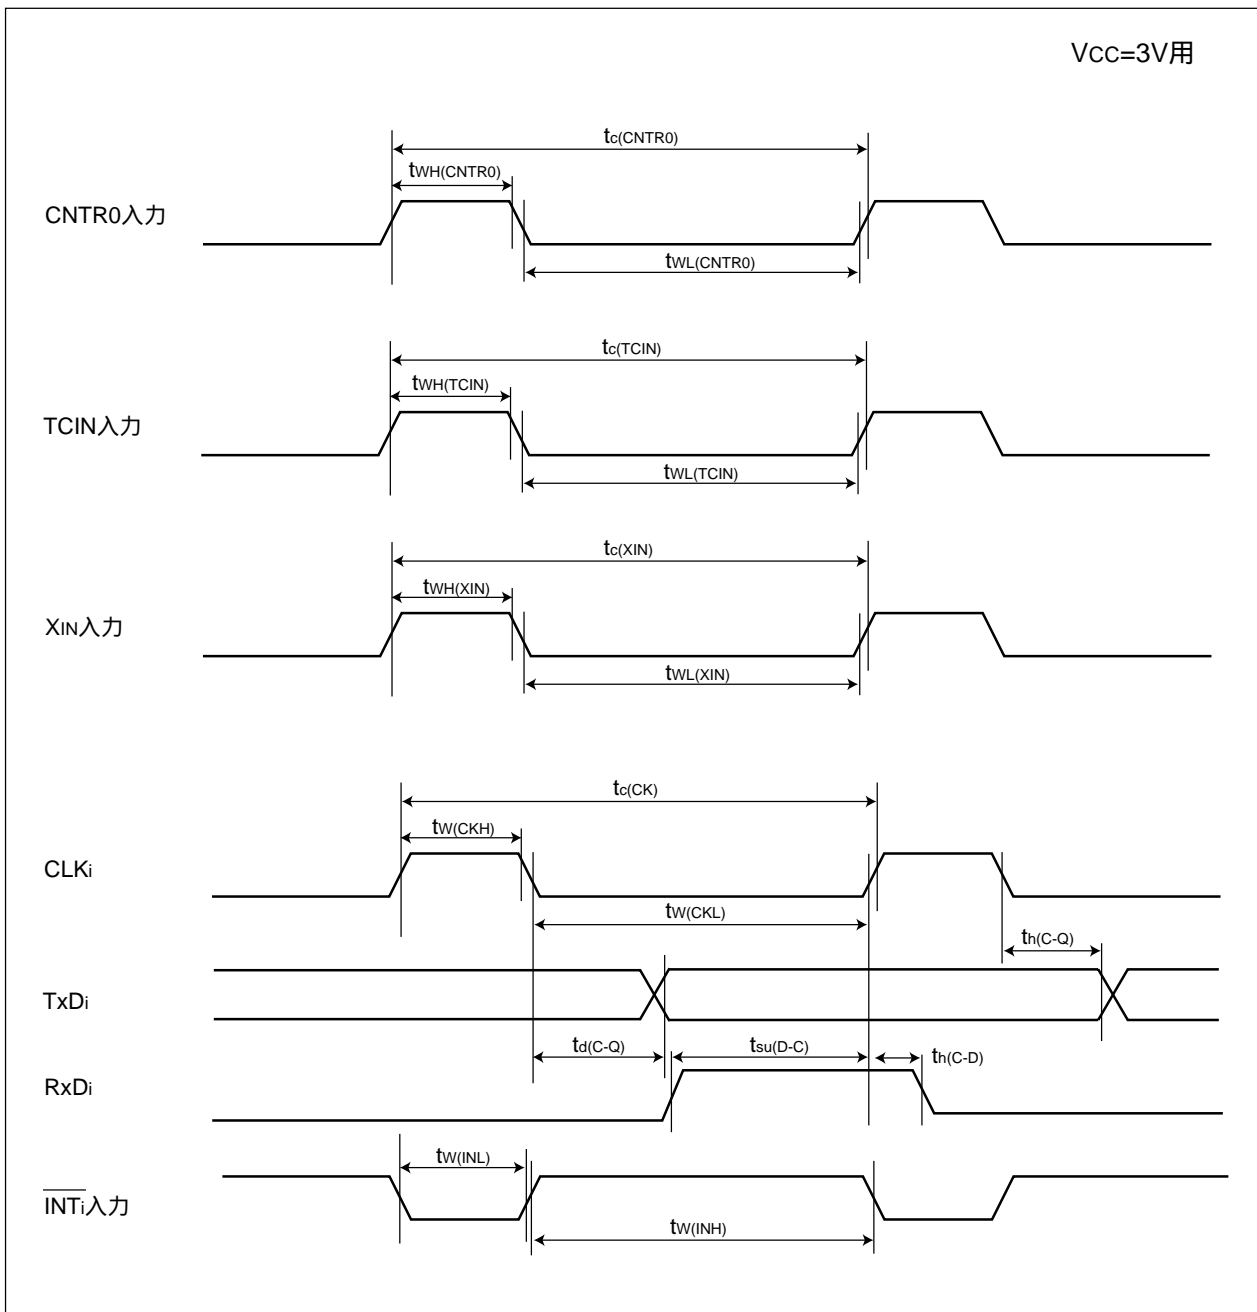 VCC=3V用
tc(CNTR0)
tWH(CNTR0)
CNTR0入力
tWL(CNTR0)
tc(TCIN)
tWH(TCIN)
TCIN入力
tWL(TCIN)
tc(XIN)
tWH(XIN)
XIN入力
tWL(XIN)
tc(CK)
tW(CKH)
CLKi
tW(CKL)
th(C-Q)
TxDi
td(C-Q)
tsu(D-C)
th(C-D)
RxDi
tW(INL)
INTi入力
tW(INH)